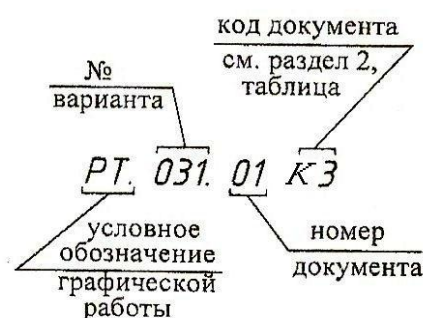 код документа
см. раздел 2,
таблица
№
варианта
РТ. 031. 01 КЗ
условное
обозначение
графической
работы
номер
документа